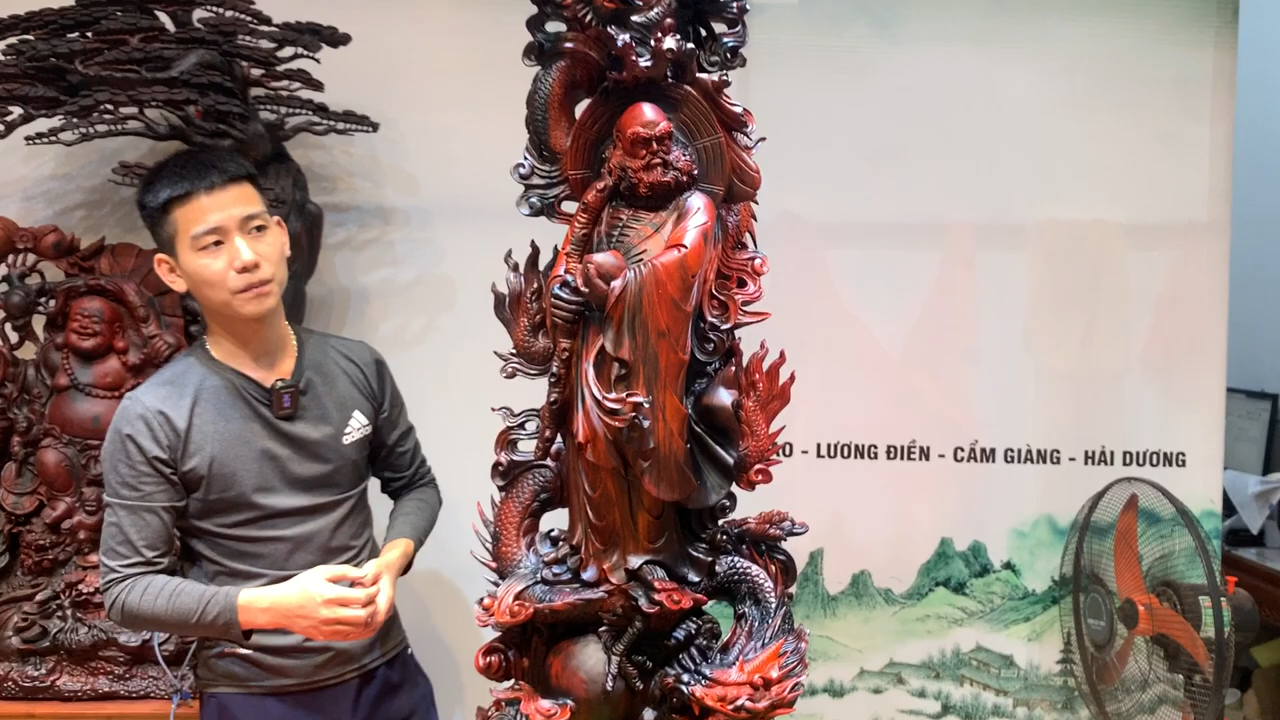 adidas
- LƯƠNG ĐIỀN - CẨM GIÀNG - HẢI DƯƠNG